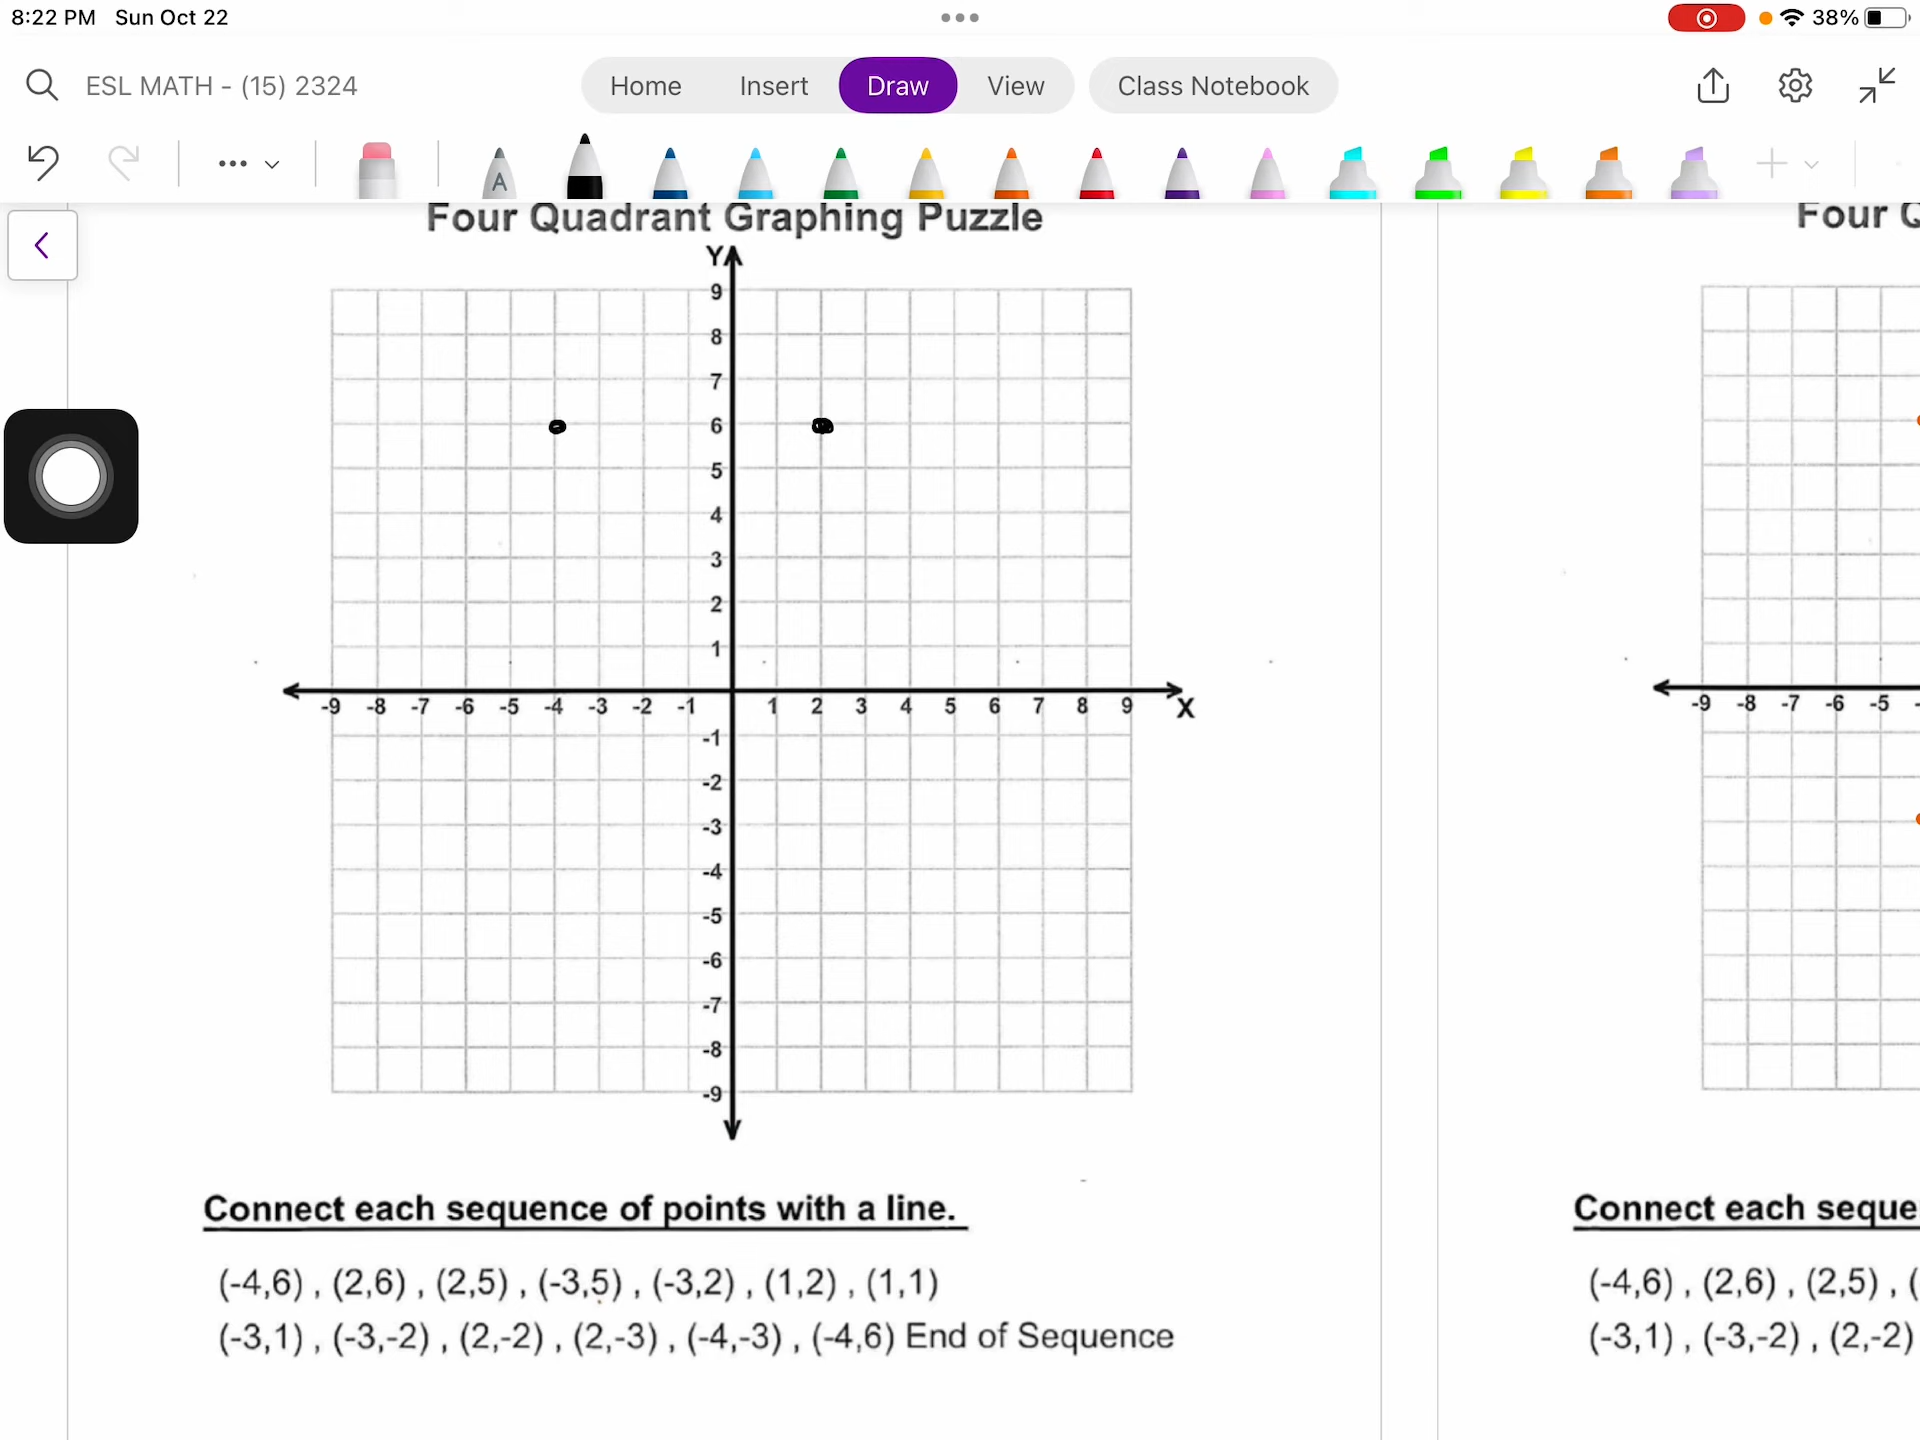 8:22 PM Sun Oct 22
38%
ESL MATH - (15) 2324
Home Insert Draw View Class Notebook
A
Four Quadrant Graphing Puzzle
Y
9
8
7
6
5
4
3
2
1
-9 -8 -7 -6 -5 -4 -3 -2 -1 1 2 3 4 5 6 7 8 9 X
-1
-2
-3
-4
-5
-6
-7
-8
-9
Connect each sequence of points with a line.
(-4,6) , (2,6) , (2,5) , (-3,5) , (-3,2) , (1,2) , (1,1)
(-3,1) , (-3,-2) , (2,-2) , (2,-3) , (-4,-3) , (-4,6) End of Sequence
Four
-9 -8 -7 -6 -5
Connect each seque
(-4,6) , (2,6) , (2,5) , (
(-3,1) , (-3,-2) , (2,-2)